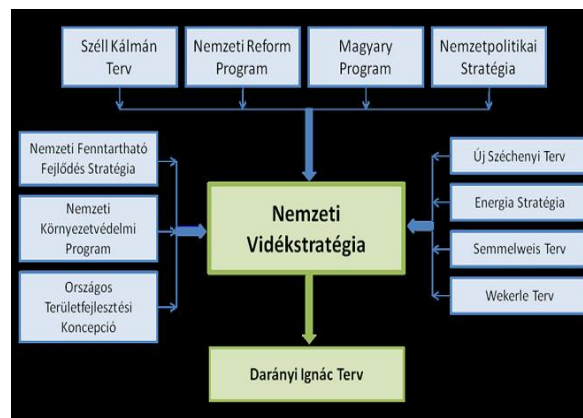 Széll Kálmán
Terv
Nemzeti Reform
Program
Magyary
Program
Nemzetpolitikai
Stratégia
Nemzeti Fenntartható
Fejlődés Stratégia
Nemzeti
Környezetvédelmi
Program
Országos
Területfejlesztési
Koncepció
Nemzeti
Vidékstratégia
Új Széchenyi Terv
Energia Stratégia
Semmelweis Terv
Wekerle Terv
Darányi Ignác Terv